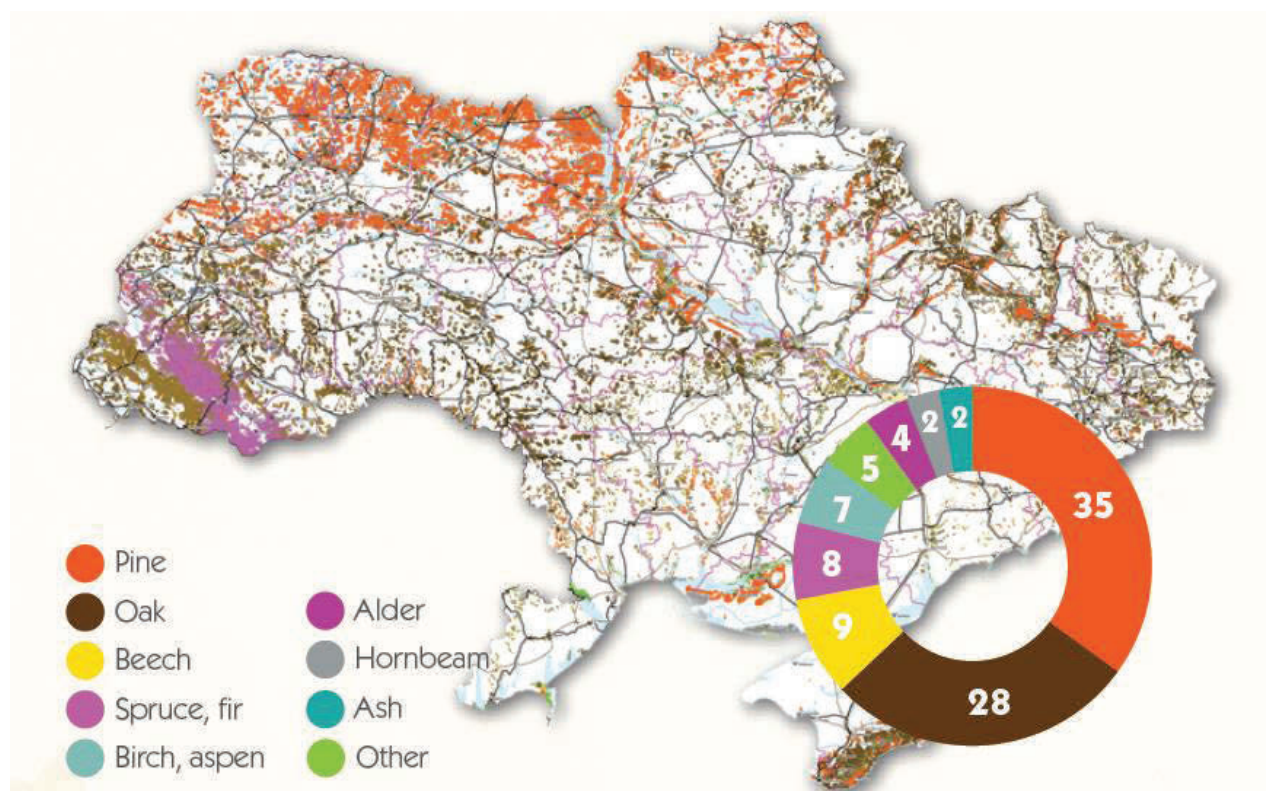 2
2
4
5
35
7
8
9
28
Pine
Oak
Beech
Spruce, fir
Birch, aspen
Alder
Hornbeam
Ash
Other